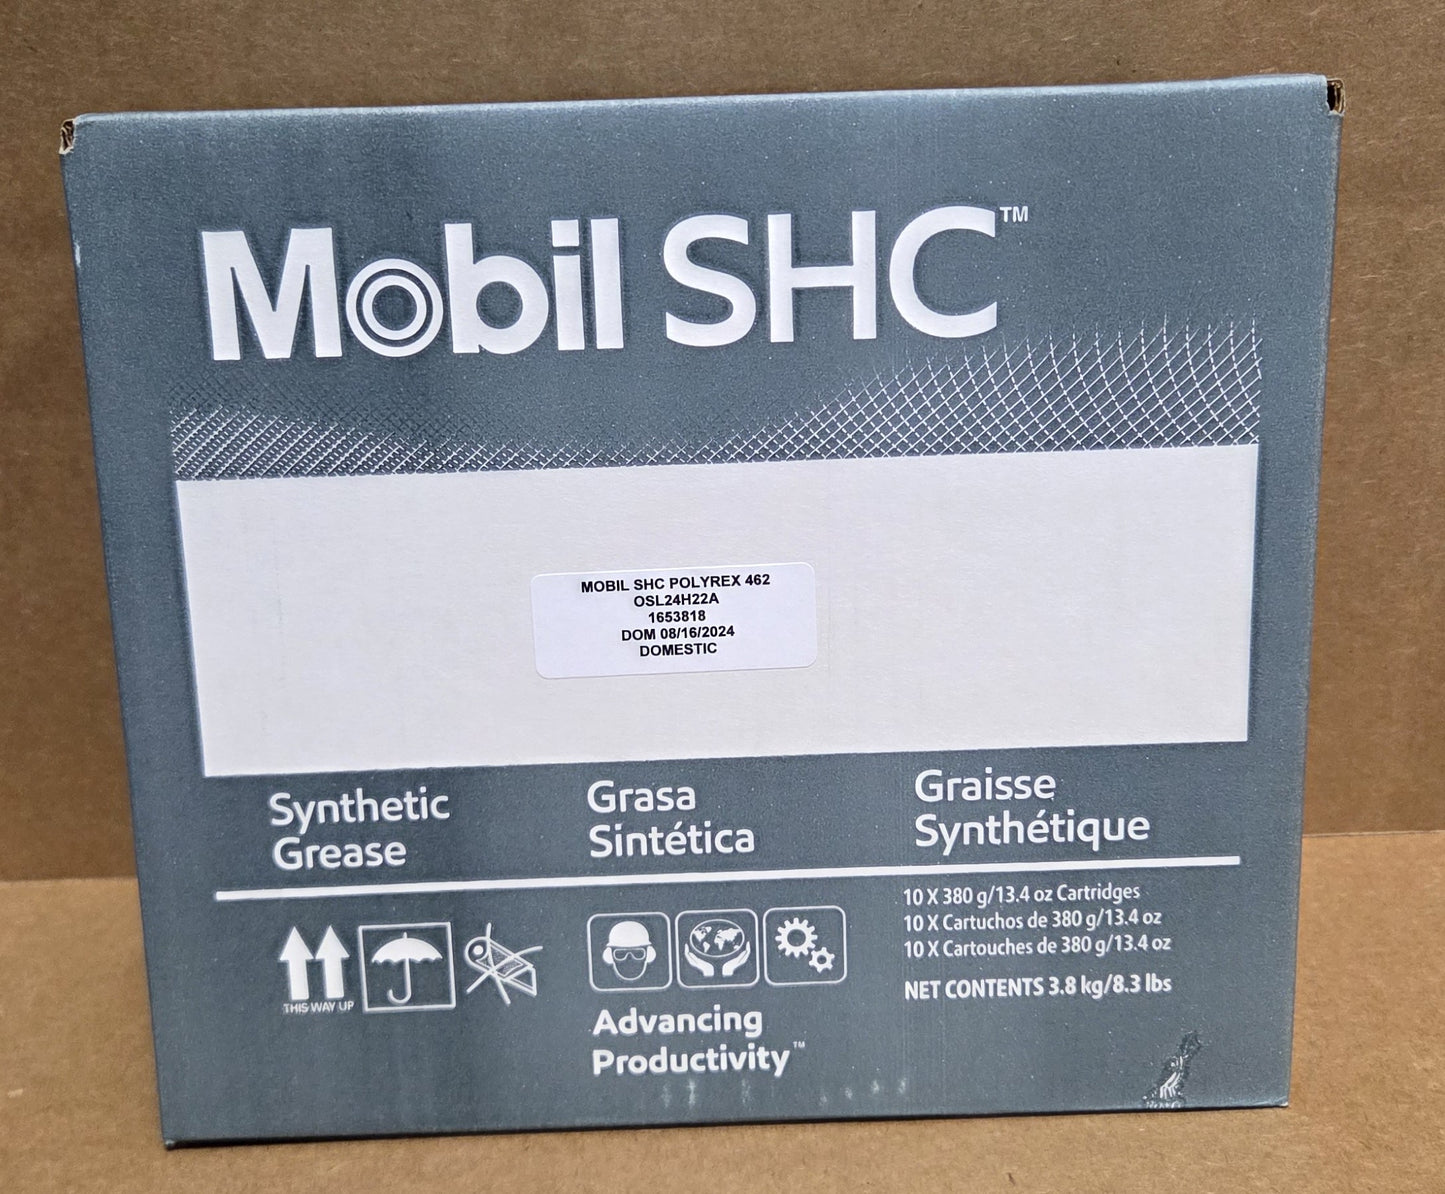 Mobil SHC™
MOBIL SHC POLYREX 462
OSL24H22A
1653818
DOM 08/16/2024
DOMESTIC
Synthetic
Grease
Grasa
Sintética
Graisse
Synthétique
THIS WAY UP
Advancing
Productivity™
10 X 380 g/13.4 oz Cartridges
10 X Cartuchos de 380 g/13.4 oz
10 X Cartouches de 380 g/13.4 oz
NET CONTENTS 3.8 kg/8.3 lbs